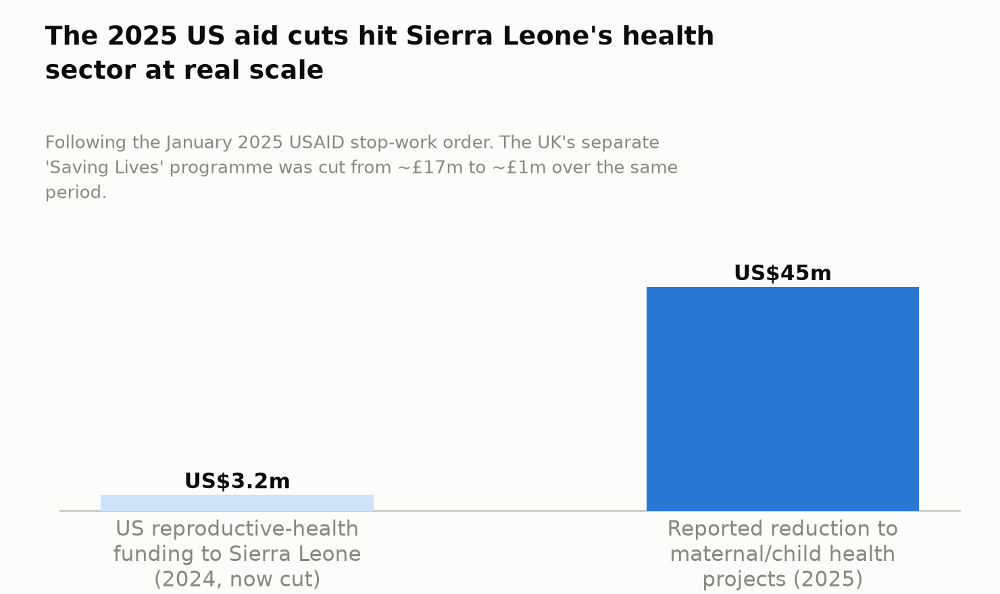 The 2025 US aid cuts hit Sierra Leone's health
sector at real scale
Following the January 2025 USAID stop-work order. The UK's separate
'Saving Lives' programme was cut from ~£17m to ~£1m over the same
period.
US$45m
US$3.2m
US reproductive-health
funding to Sierra Leone
(2024, now cut)
Reported reduction to
maternal/child health
projects (2025)